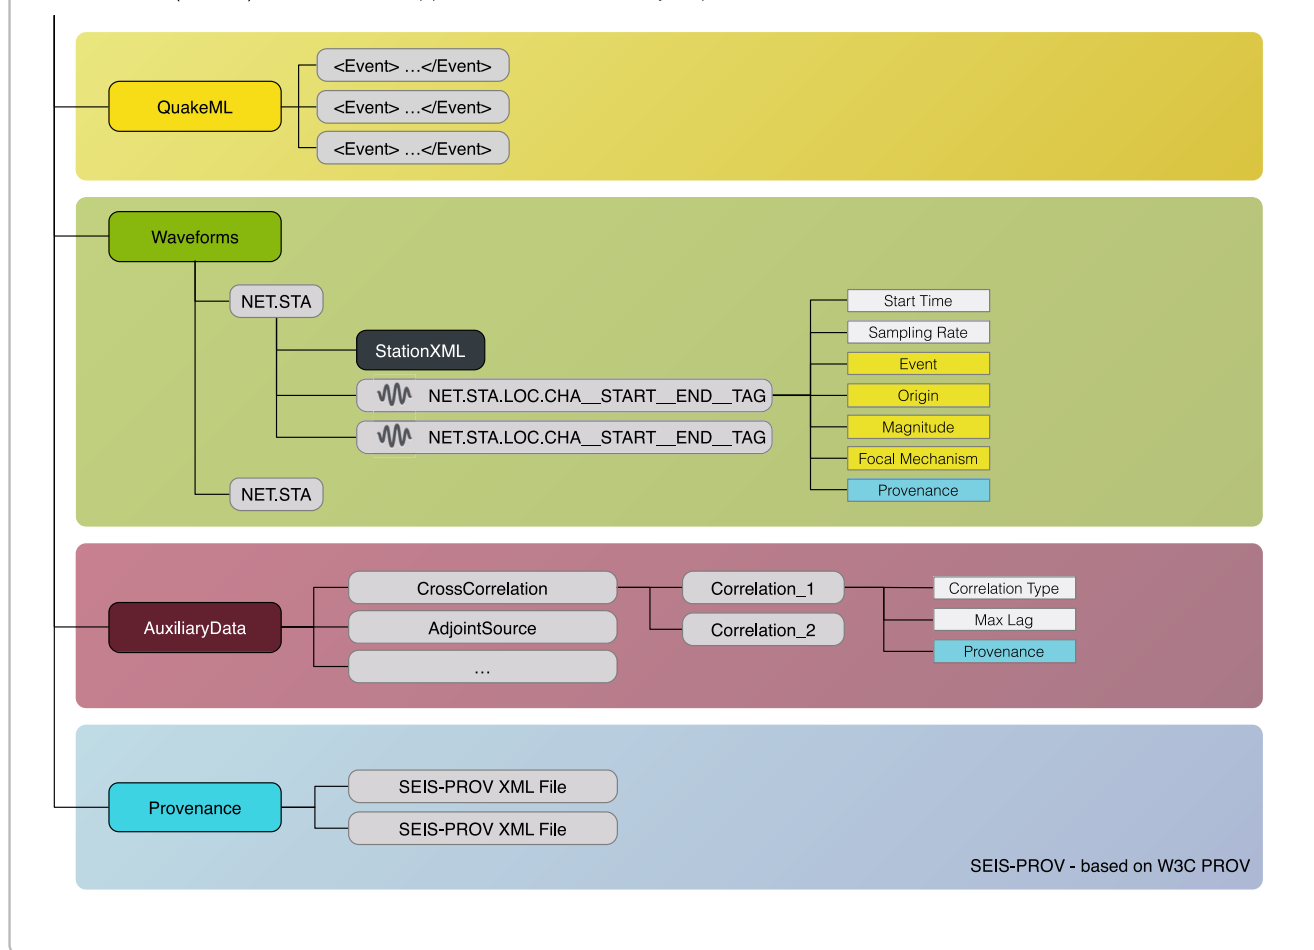 <Event> …</Event>
QuakeML
<Event> …</Event>
<Event> …</Event>
Waveforms
NET.STA
StationXML
NET.STA.LOC.CHA__START__END__TAG
NET.STA.LOC.CHA__START__END__TAG
NET.STA
Start Time
Sampling Rate
Event
Origin
Magnitude
Focal Mechanism
Provenance
AuxiliaryData
CrossCorrelation
AdjointSource
…
Correlation_1
Correlation_2
Correlation Type
Max Lag
Provenance
Provenance
SEIS-PROV XML File
SEIS-PROV XML File
SEIS-PROV - based on W3C PROV